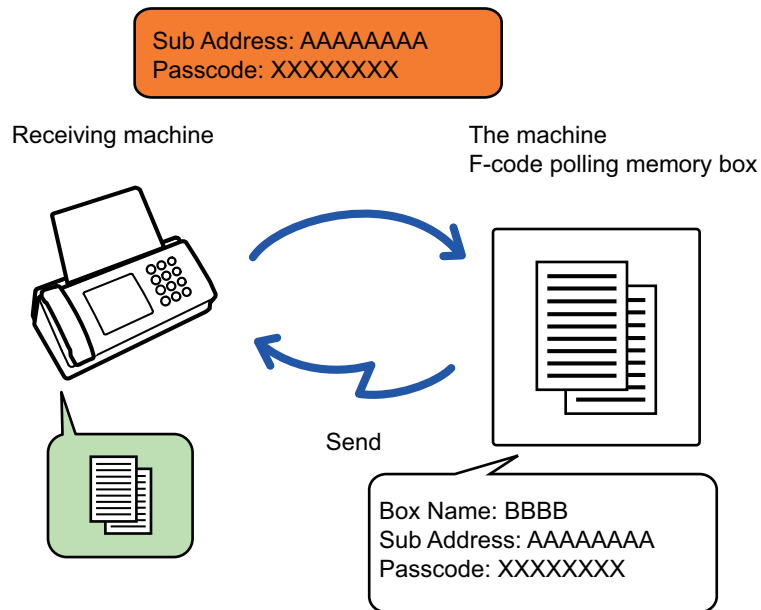 Sub Address: AAAAAAAA
Passcode: XXXXXXXX
Receiving machine
The machine
F-code polling memory box
Send
Box Name: BBBB
Sub Address: AAAAAAAA
Passcode: XXXXXXXX